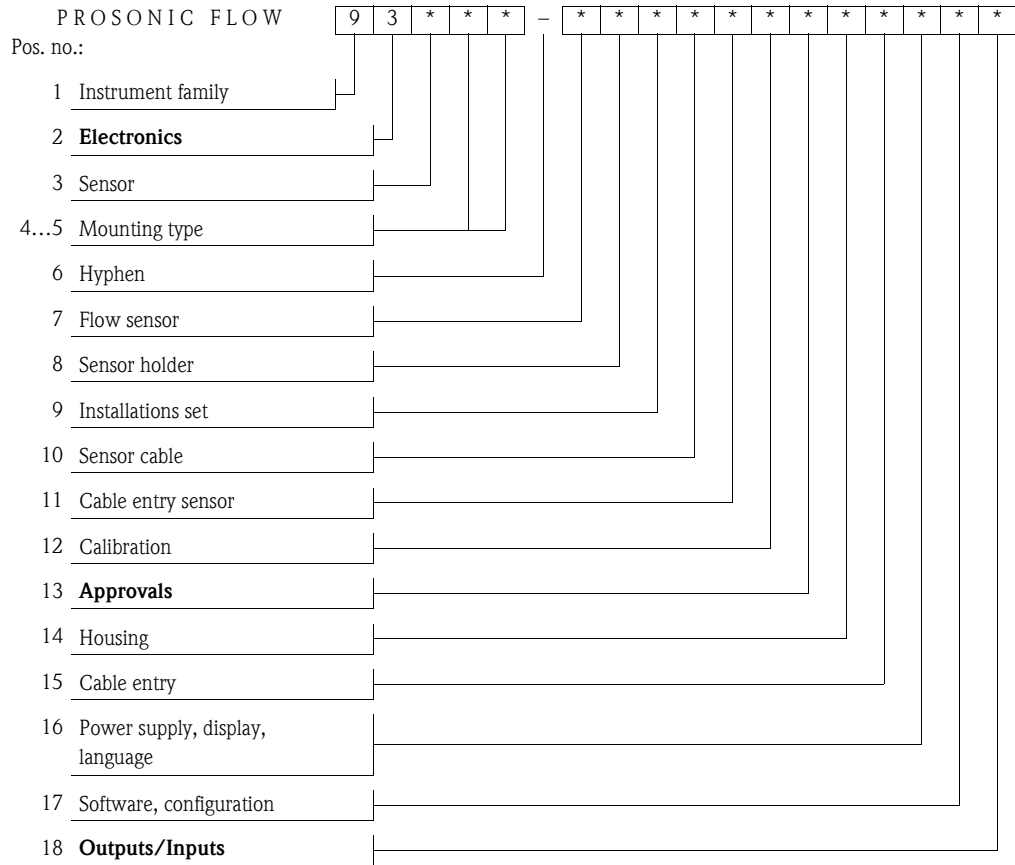 PROSONIC FLOW 9 3 * * * – * * * * * * * * * * * *
Pos. no.:
1 Instrument family
2 Electronics
3 Sensor
4…5 Mounting type
6 Hyphen
7 Flow sensor
8 Sensor holder
9 Installations set
10 Sensor cable
11 Cable entry sensor
12 Calibration
13 Approvals
14 Housing
15 Cable entry
16 Power supply, display,
language
17 Software, configuration
18 Outputs/Inputs